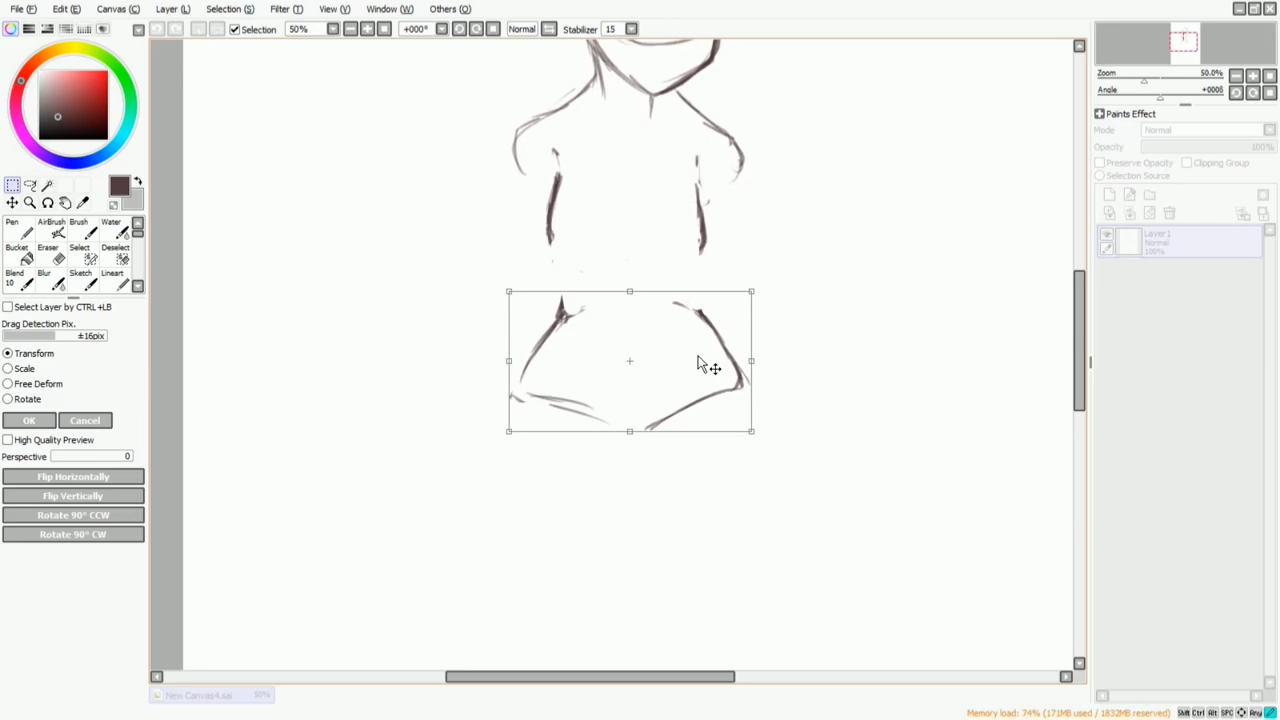 File (F) Edit (E) Canvas (C) Layer (L) Selection (S) Filter (T) View (V) Window (W) Others (O)
Selection 50% +000° Normal Stabilizer 15
Zoom 50.0%
Angle +000δ
Paints Effect
Mode Normal
Opacity 100%
Preserve Opacity Clipping Group
Selection Source
Layer1
Normal
100%
Pen AirBrush Brush Water
Bucket Eraser Select Deselect
Blend Blur Sketch Lineart
10
Select Layer by CTRL+LB
Drag Detection Pix.
±16pix
Transform
Scale
Free Deform
Rotate
OK Cancel
High Quality Preview
Perspective 0
Flip Horizontally
Flip Vertically
Rotate 90° CCW
Rotate 90° CW
New Canvas4.sai 50%
Memory load: 74% (171MB used / 1832MB reserved) Shift Ctrl Alt SPC Any